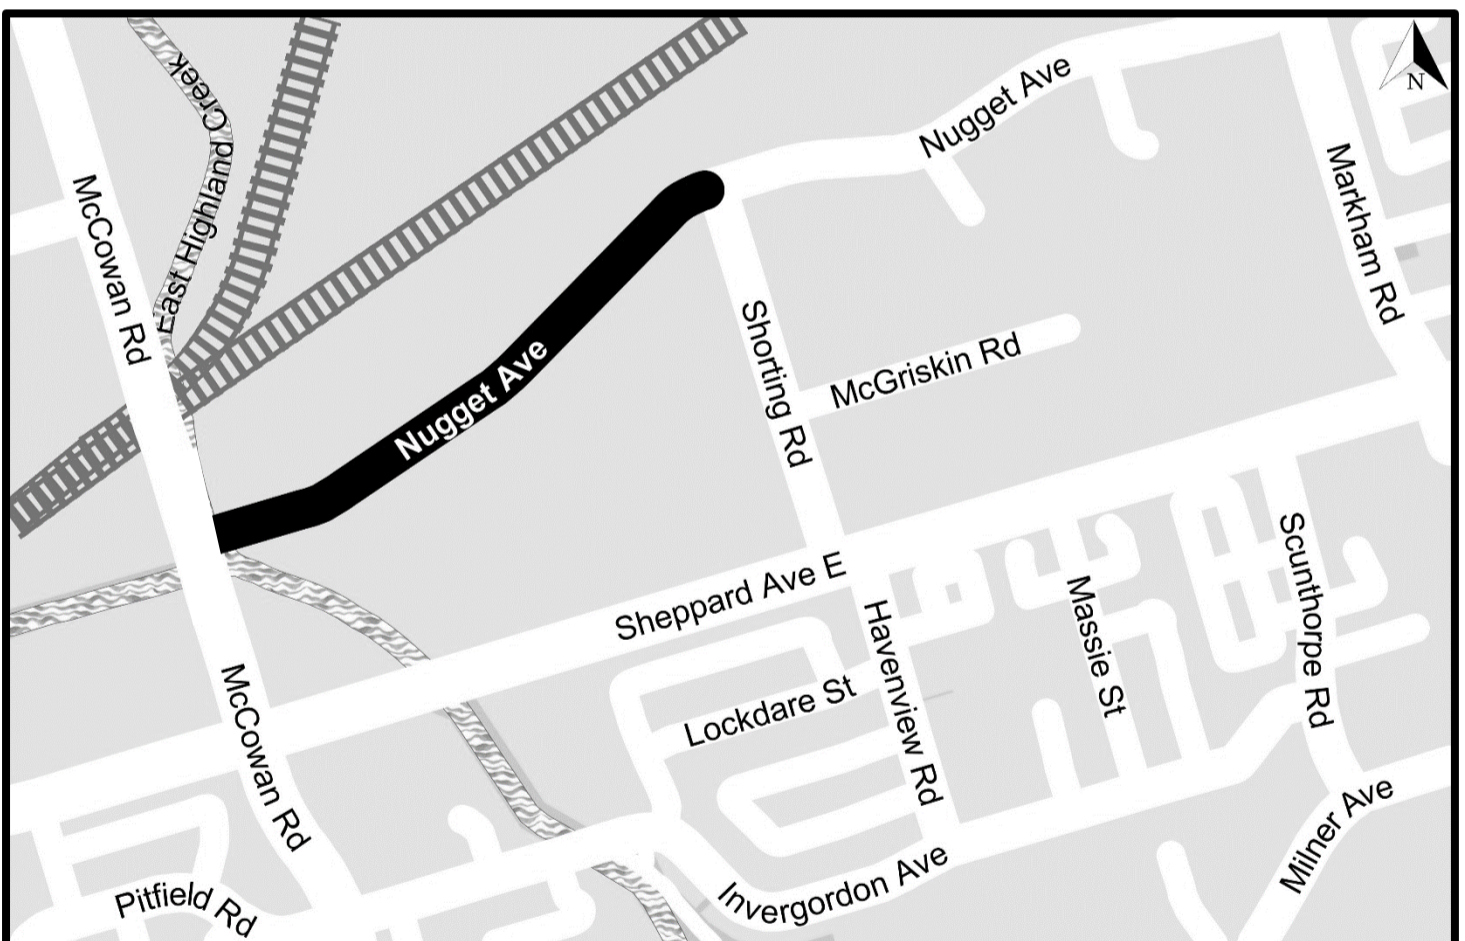 East Highland Creek
N
Nugget Ave
McCowan Rd
Markham Rd
Shorting Rd
McGriskin Rd
Nugget Ave
Scunthorpe Rd
Sheppard Ave E
Massie St
Havenview Rd
McCowan Rd
Lockdare St
Milner Ave
Invergordon Ave
Pitfield Rd